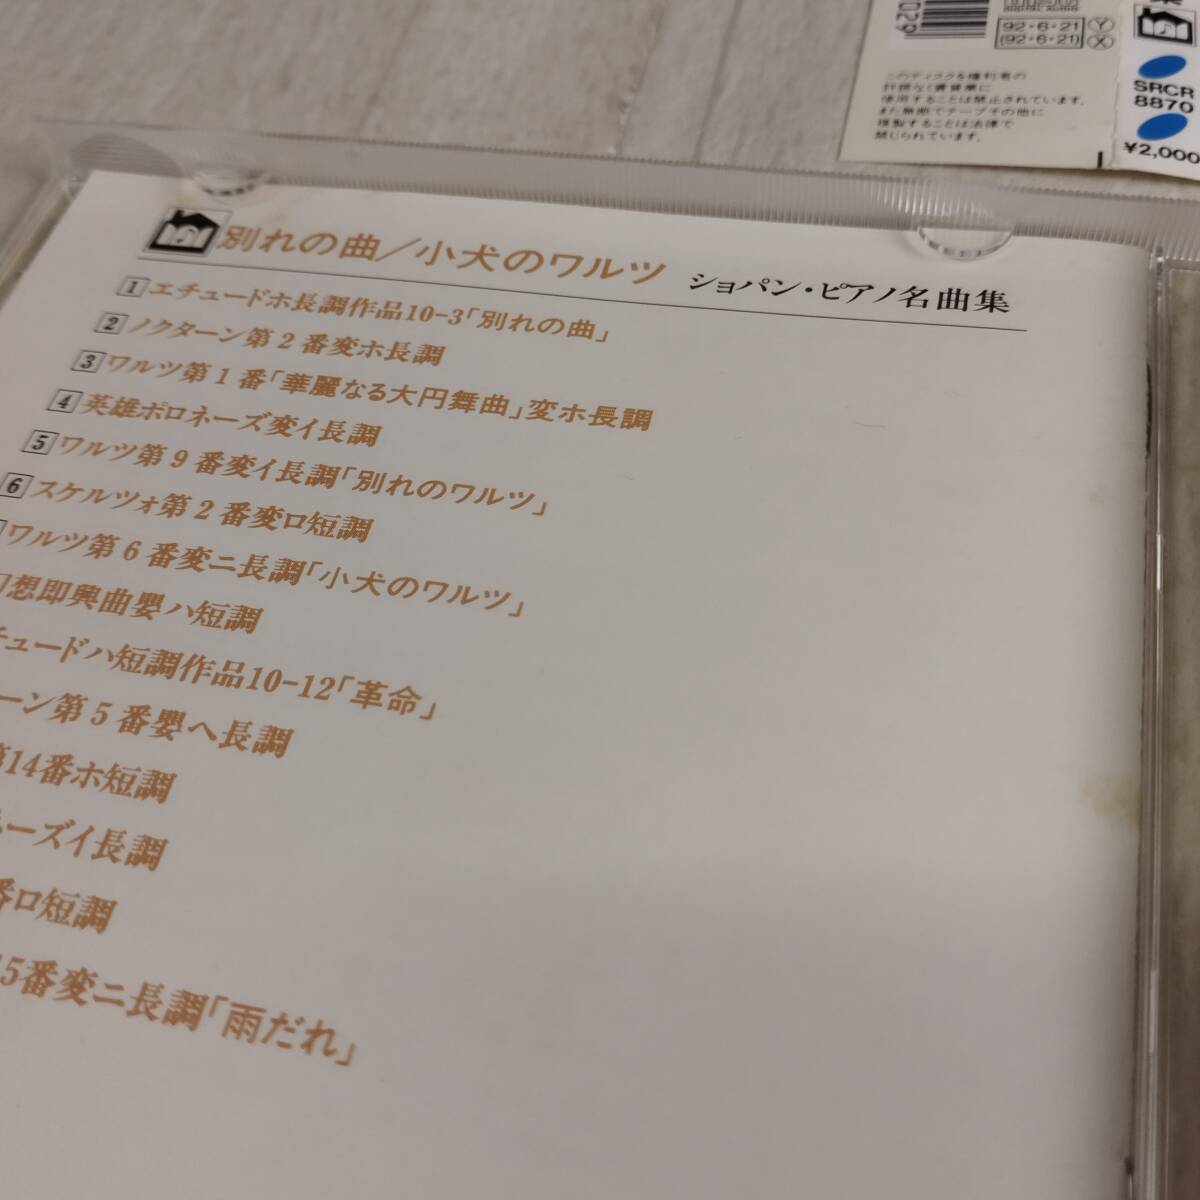 029
92・6・21 Y
(92・6・21) X
このディスクを権利者の
許諾なく賃貸業に
使用することは禁止されています。
また無断でテープその他に
複製することは法律で
禁じられています。
SRCR
8870
¥2,000
別れの曲/小犬のワルツ ショパン・ピアノ名曲集
1 エチュードホ長調作品10-3「別れの曲」
2 ノクターン第2番変ホ長調
3 ワルツ第1番「華麗なる大円舞曲」変ホ長調
4 英雄ポロネーズ変イ長調
5 ワルツ第9番変イ長調「別れのワルツ」
6 スケルツォ第2番変ロ短調
ワルツ第6番変ニ長調「小犬のワルツ」
想即興曲嬰ハ短調
チュードハ短調作品10-12「革命」
ーン第5番嬰ヘ長調
第14番ホ短調
ネーズイ長調
番ロ短調
15番変ニ長調「雨だれ」